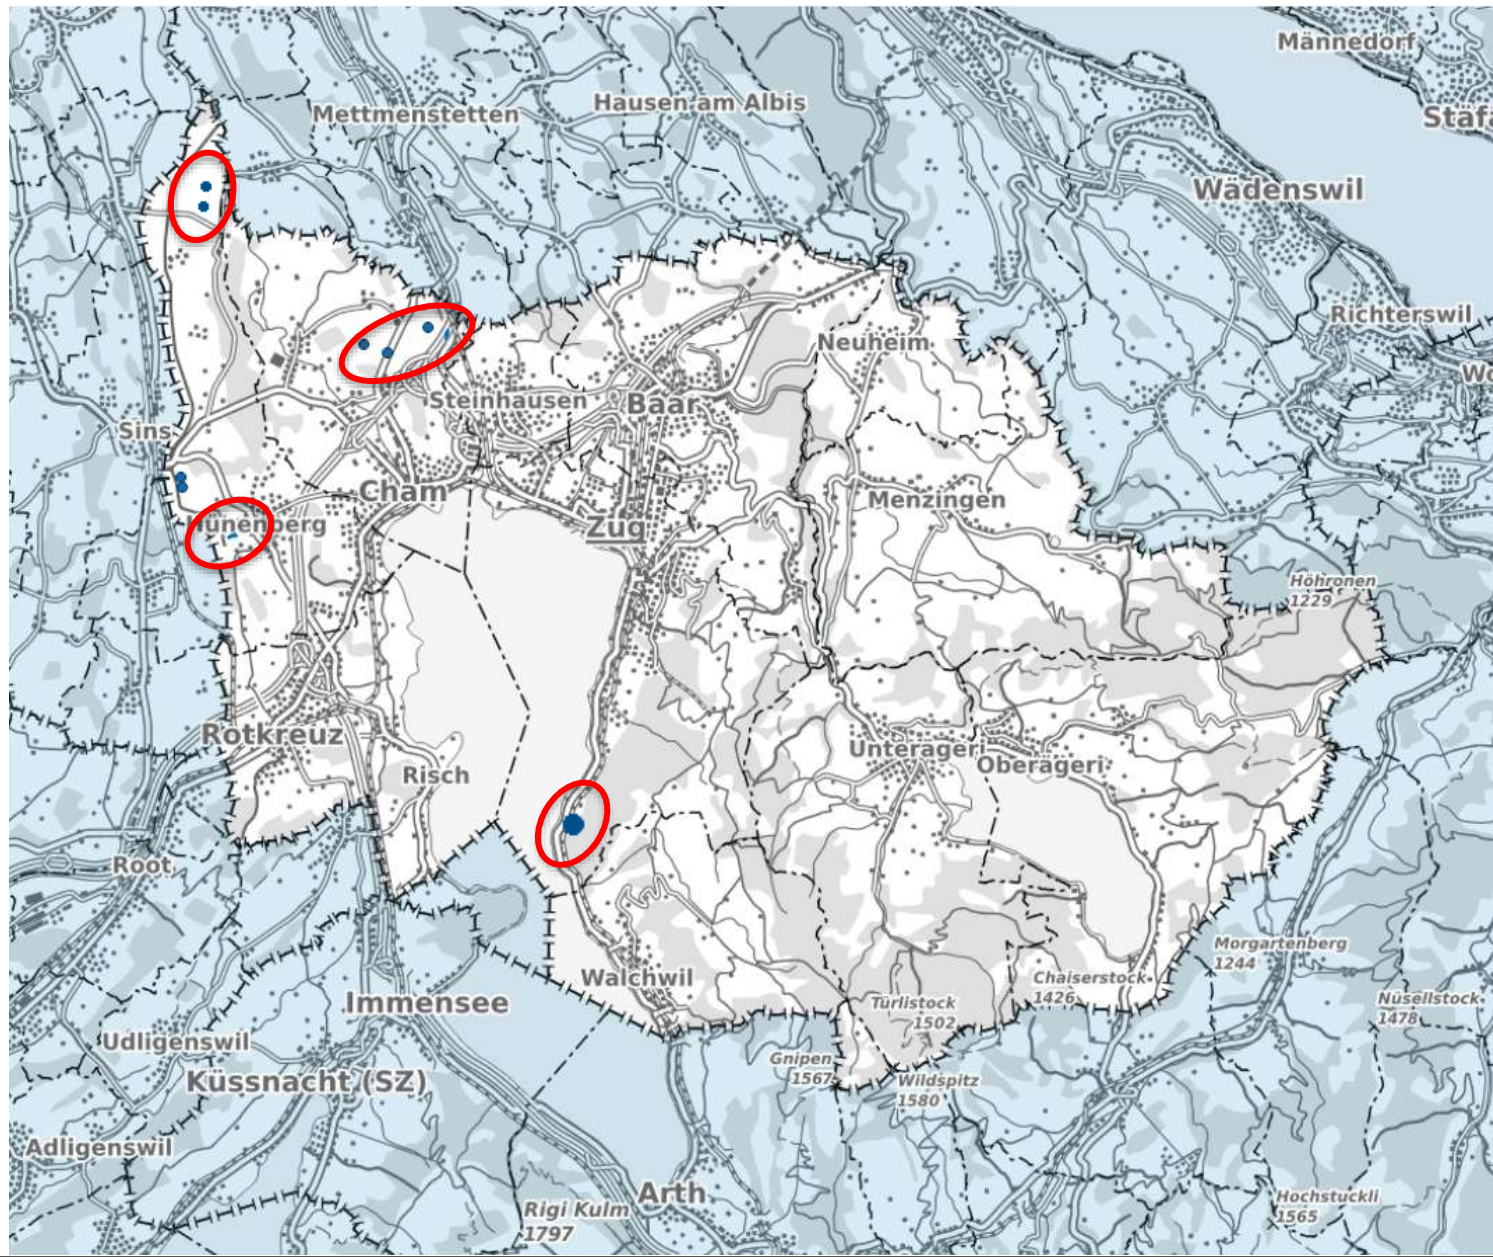 Männedorf
Mettmenstetten
Hausen am Albis
Stäfa
Wädenswil
Richterswil
Neuheim
Wo
Steinhausen
Baar
Sins
Cham
Menzingen
Hünenberg
Zug
Höhronen
1229
Rotkreuz
Unterägeri
Oberägeri
Risch
Root
Morgartenberg
1244
Walchwil
Chaiserstock
1426
Immensee
Türlistock
1502
Nüsellstock
1478
Udligenswil
Gnipen
1567
Küssnacht (SZ)
Wildspitz
1580
Adligenswil
Arth
Rigi Kulm
1797
Hochstuckli
1565